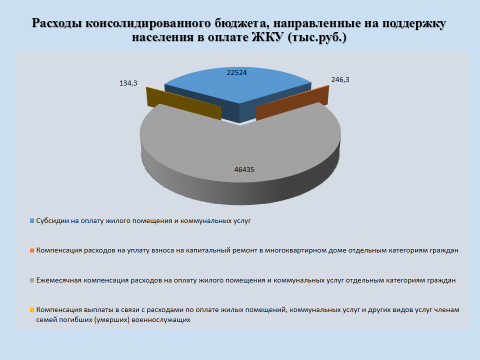 Расходы консолидированного бюджета, направленные на поддержку
населения в оплате ЖКУ (тыс.руб.)
22524
134,3
246,3
46435
Субсидии на оплату жилого помещения и коммунальных услуг
Компенсация расходов на уплату взноса на капитальный ремонт в многоквартирном доме отдельным категориям граждан
Ежемесячная компенсация расходов на оплату жилого помещения и коммунальных услуг отдельным категориям граждан
Компенсация выплаты в связи с расходами по оплате жилых помещений, коммунальных услуг и других видов услуг членам
семей погибших (умерших) военнослужащих